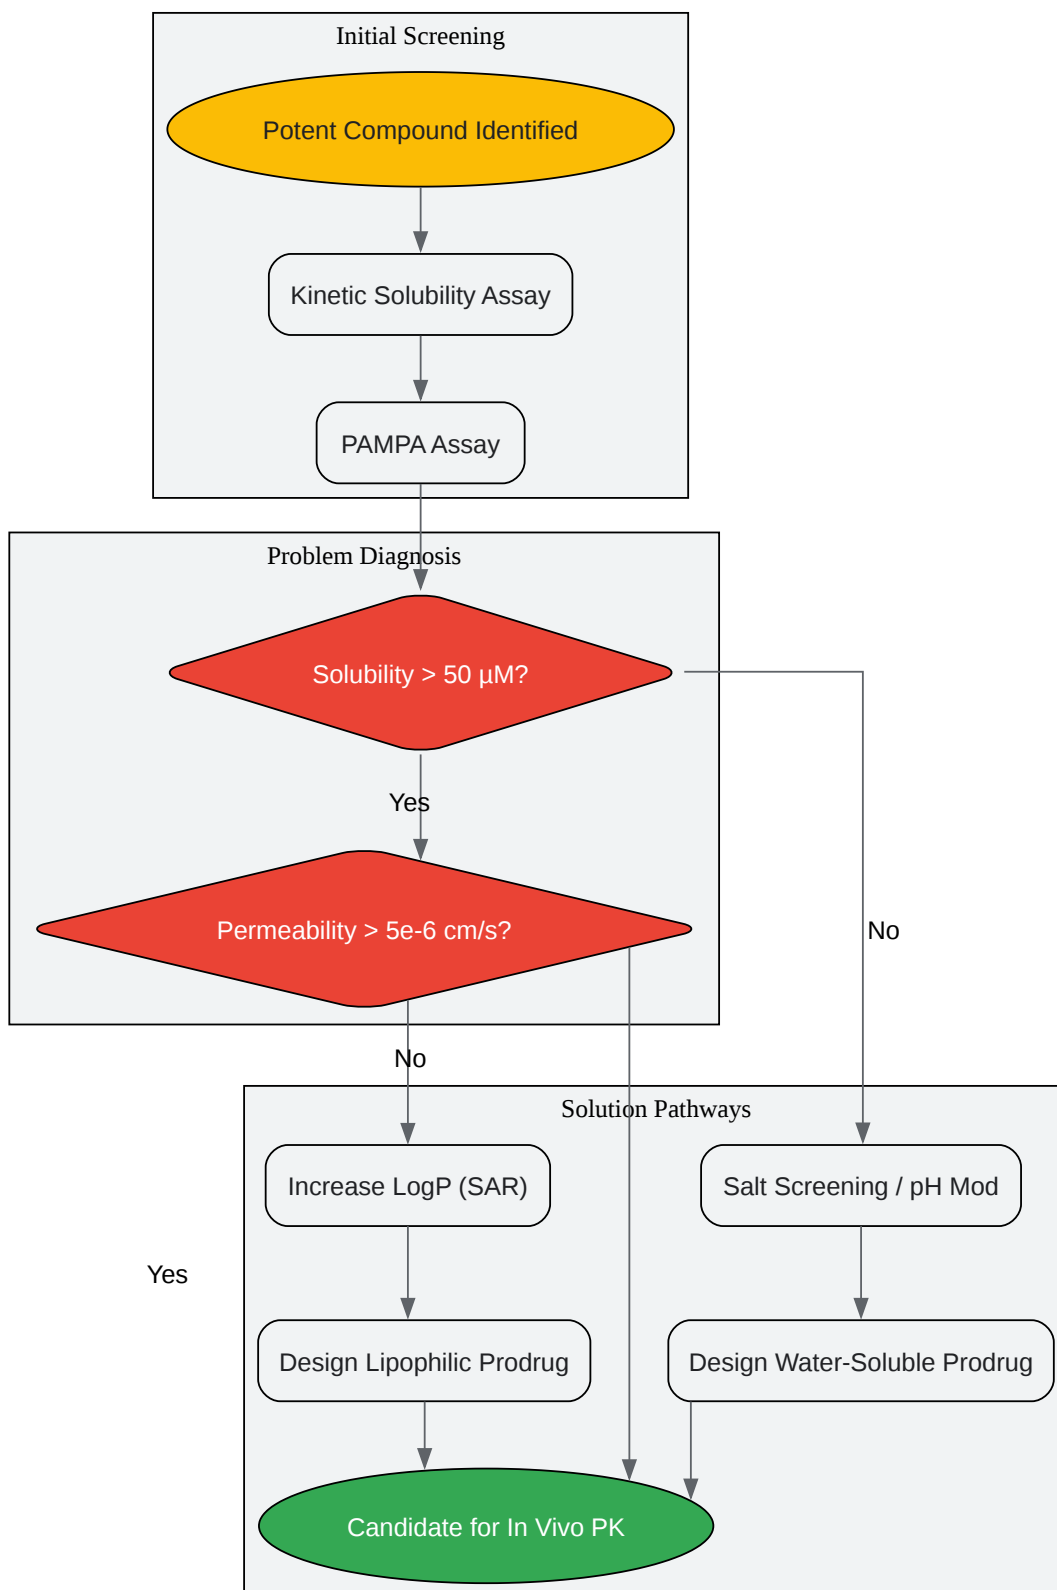 Initial Screening
Potent Compound Identified
Kinetic Solubility Assay
PAMPA Assay
Problem Diagnosis
Solubility > 50 µM?
Yes
Permeability > 5e-6 cm/s?
No
No
Solution Pathways
Increase LogP (SAR)
Salt Screening / pH Mod
Yes
Design Lipophilic Prodrug
Design Water-Soluble Prodrug
Candidate for In Vivo PK